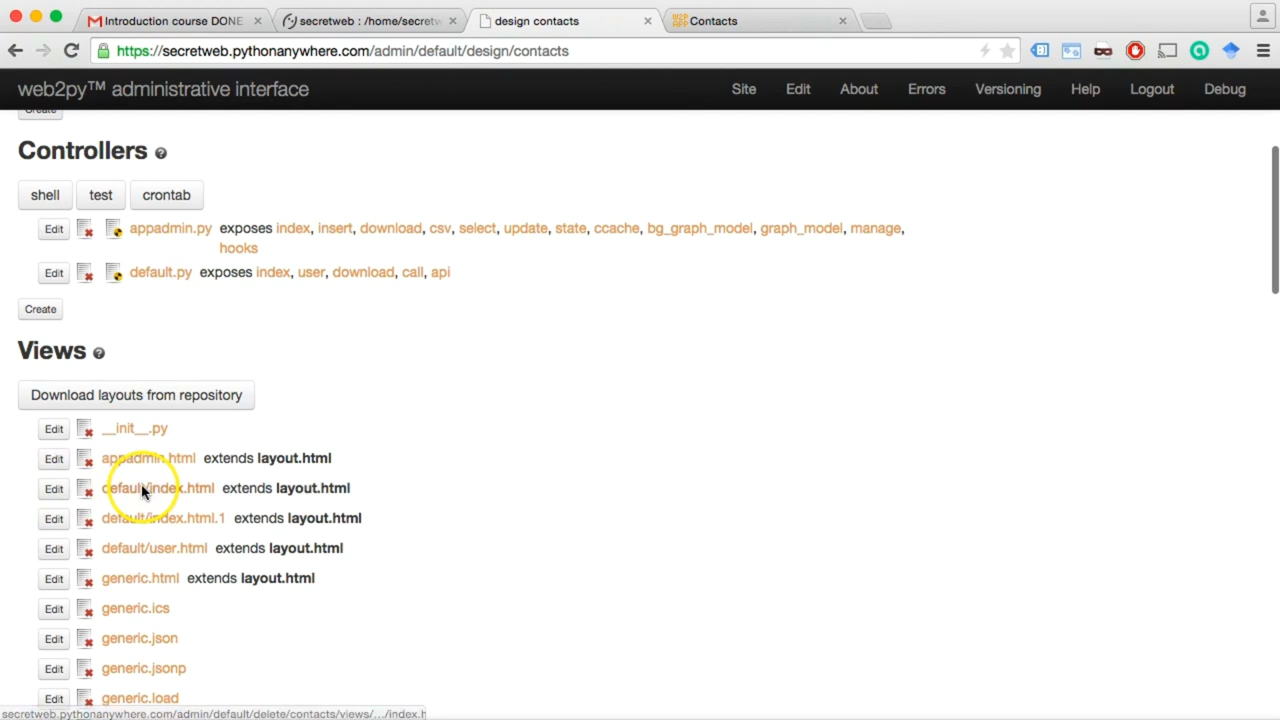 Introduction course DONE
secretweb : /home/secretw
design contacts
Contacts
https://secretweb.pythonanywhere.com/admin/default/design/contacts
web2py™ administrative interface
Site Edit About Errors Versioning Help Logout Debug
Create
Controllers
shell test crontab
Edit appadmin.py exposes index, insert, download, csv, select, update, state, ccache, bg_graph_model, graph_model, manage,
hooks
Edit default.py exposes index, user, download, call, api
Create
Views
Download layouts from repository
Edit __init__.py
Edit appadmin.html extends layout.html
Edit default/index.html extends layout.html
Edit default/index.html.1 extends layout.html
Edit default/user.html extends layout.html
Edit generic.html extends layout.html
Edit generic.ics
Edit generic.json
Edit generic.jsonp
Edit generic.load
secretweb.pythonanywhere.com/admin/default/delete/contacts/views/.../index.h